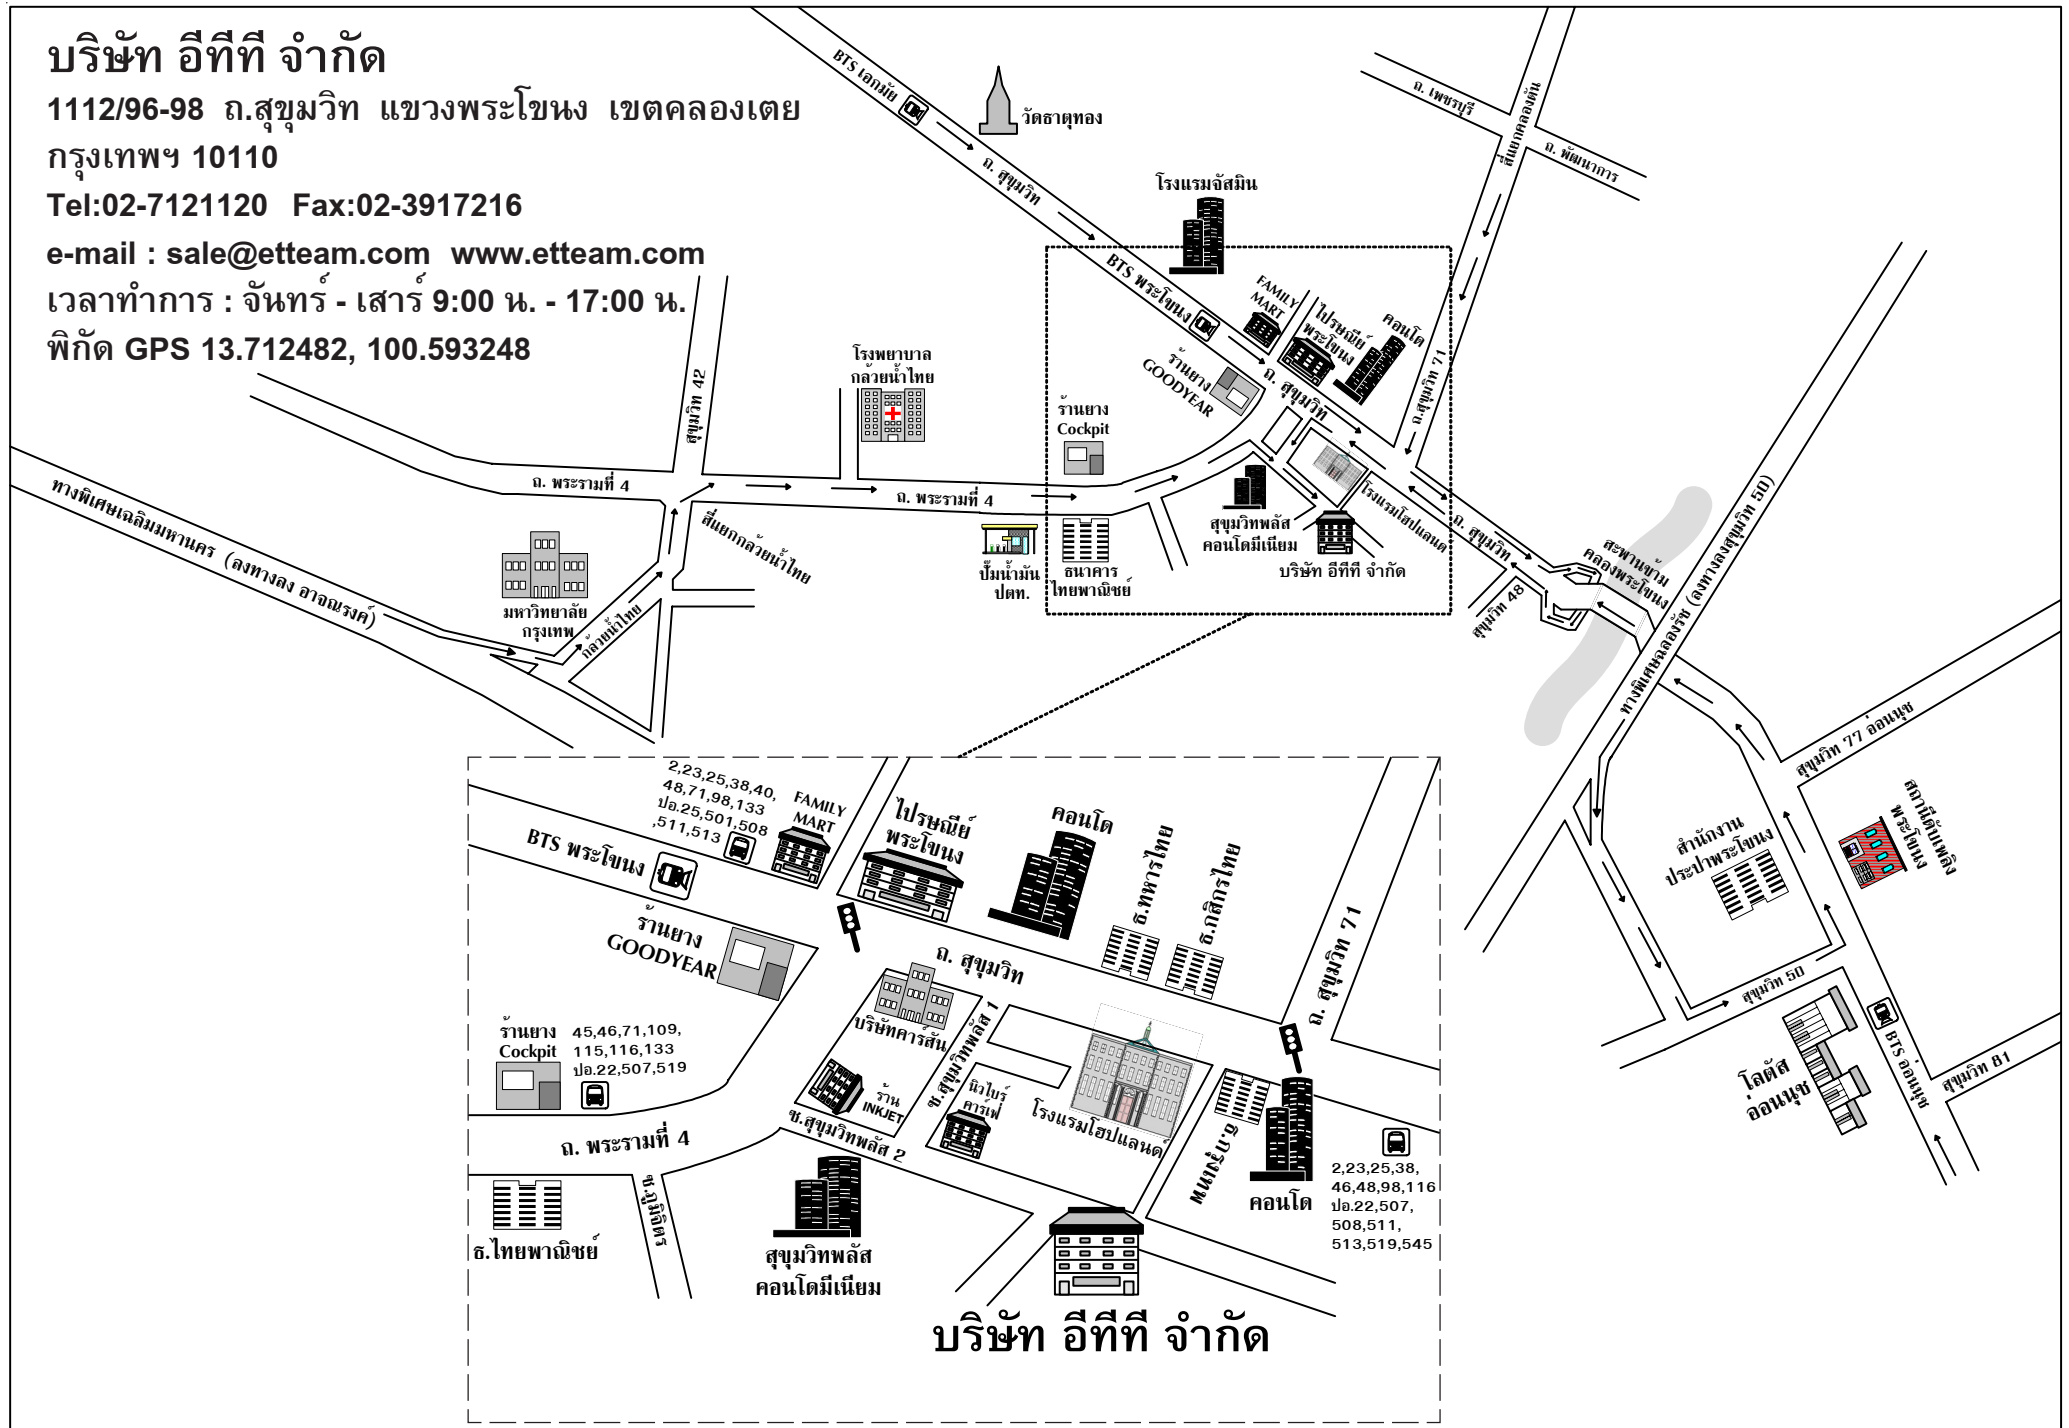 บริษัท อีทีที จำกัด
1112/96-98 ถ.สุขุมวิท แขวงพระโขนง เขตคลองเตย
กรุงเทพฯ 10110
Tel:02-7121120 Fax:02-3917216
e-mail : sale@etteam.com www.etteam.com
เวลาทำการ : จันทร์ - เสาร์ 9:00 น. - 17:00 น.
พิกัด GPS 13.712482, 100.593248
BTS เอกมัย
วัดธาตุทอง
ถ. สุขุมวิท
โรงแรมจัสมิน
ถ. เพชรบุรี
สี่แยกคลองตัน
ถ. พัฒนาการ
BTS พระโขนง
FAMILY
MART
ไปรษณีย์
พระโขนง
คอนโด
ถ.สุขุมวิท 71
ร้านยาง
GOODYEAR
ถ. สุขุมวิท
ร้านยาง
Cockpit
โรงพยาบาล
กล้วยน้ำไทย
สุขุมวิท 42
ถ. พระรามที่ 4
ถ. พระรามที่ 4
สี่แยกกล้วยน้ำไทย
ทางพิเศษเฉลิมมหานคร (ลงทางลง อาจณรงค์)
มหาวิทยาลัย
กรุงเทพ
กล้วยน้ำไทย
ปั๊มน้ำมัน
ปตท.
ธนาคาร
ไทยพาณิชย์
สุขุมวิทพลัส
คอนโดมีเนียม
บริษัท อีทีที จำกัด
โรงแรมโฮปแลนด
ถ. สุขุมวิท
สุขุมวิท 48
สะพานข้าม
คลองพระโขนง
ทางพิเศษฉลองรัช (ลงทางลงสุขุมวิท 50)
สุขุมวิท 77 อ่อนนุช
สถานีดับเพลิง
พระโขนง
สำนักงาน
ประปาพระโขนง
สุขุมวิท 50
โลตัส
อ่อนนุช
BTS อ่อนนุช
สุขุมวิท 81
2,23,25,38,40,
48,71,98,133
ปอ.25,501,508
,511,513
FAMILY
MART
BTS พระโขนง
ไปรษณีย์
พระโขนง
คอนโด
ธ.ทหารไทย
ธ.กสิกรไทย
ถ. สุขุมวิท 71
ร้านยาง
GOODYEAR
ถ. สุขุมวิท
บริษัทคาร์สัน
ซ.สุขุมวิทพลัส 1
ร้านยาง
Cockpit
45,46,71,109,
115,116,133
ปอ.22,507,519
ร้าน
INKJET
นิวไบร์
คาร์เฟ่
โรงแรมโฮปแลนด์
ถ. พระรามที่ 4
ซ.สุขุมวิทพลัส 2
ธ.กรุงเทพ
คอนโด
2,23,25,38,
46,48,98,116
ปอ.22,507,
508,511,
513,519,545
ซ.ภูมิจิตร
ธ.ไทยพาณิชย์
สุขุมวิทพลัส
คอนโดมีเนียม
บริษัท อีทีที จำกัด